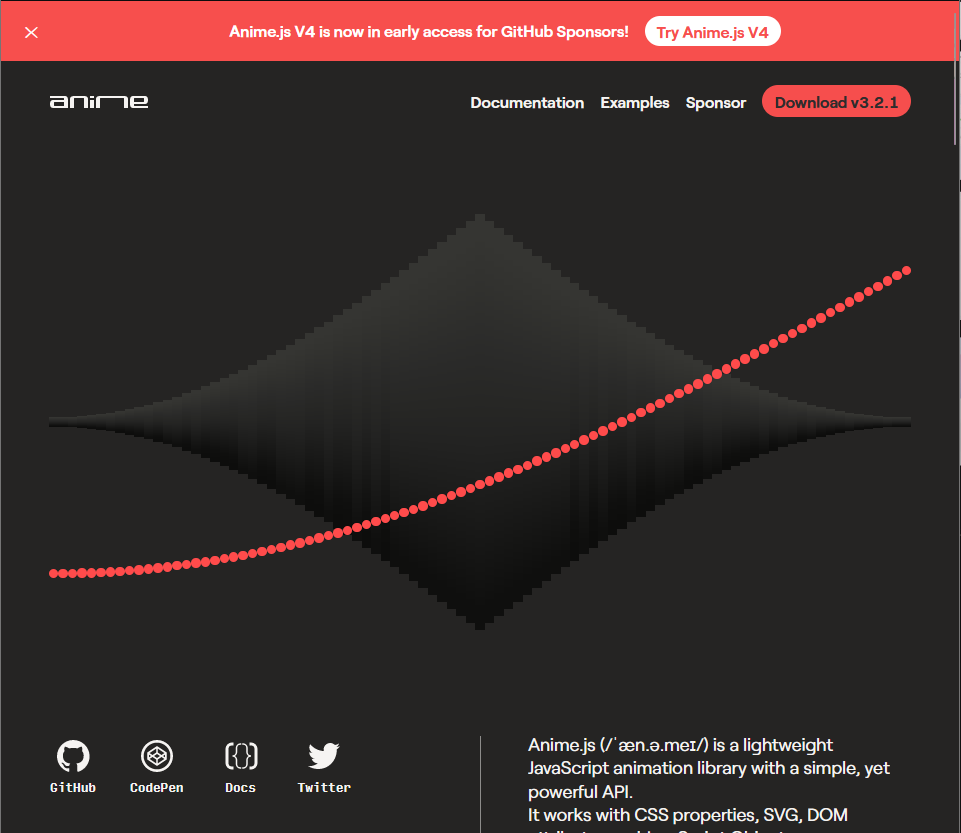 Anime.js V4 is now in early access for GitHub Sponsors!
Try Anime.js V4
anime
Documentation
Examples
Sponsor
Download v3.2.1
GitHub
CodePen
Docs
Twitter
Anime.js (/ˈæn.ə.meɪ/) is a lightweight
JavaScript animation library with a simple, yet
powerful API.
It works with CSS properties, SVG, DOM